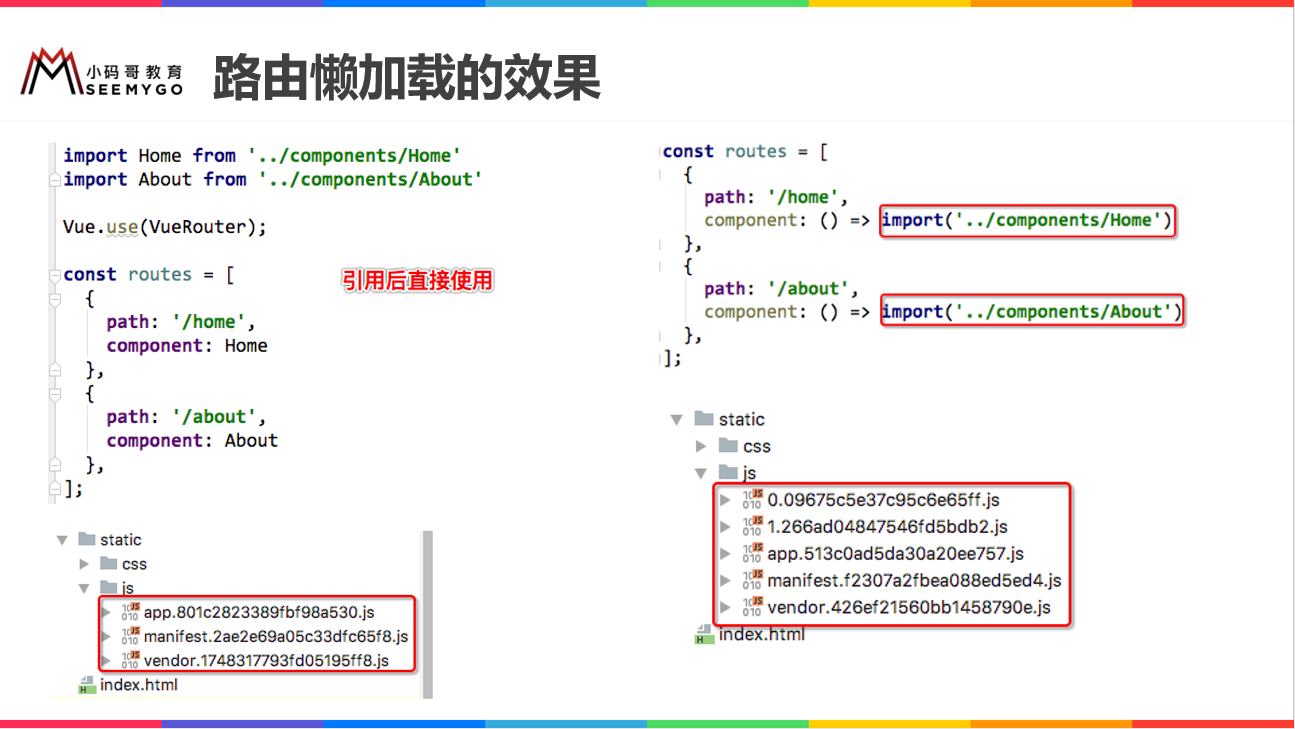 小码哥教育
SEEMYGO
路由懒加载的效果
import Home from '../components/Home'
import About from '../components/About'
Vue.use(VueRouter);
const routes = [
{
path: '/home',
component: Home
},
{
path: '/about',
component: About
},
];
引用后直接使用
static
css
js
app.801c2823389fbf98a530.js
manifest.2ae2e69a05c33dfc65f8.js
vendor.1748317793fd05195ff8.js
index.html
const routes = [
{
path: '/home',
component: () => import('../components/Home')
},
{
path: '/about',
component: () => import('../components/About')
},
];
static
css
js
0.09675c5e37c95c6e65ff.js
1.266ad04847546fd5bdb2.js
app.513c0ad5da30a20ee757.js
manifest.f2307a2fbea088ed5ed4.js
vendor.426ef21560bb1458790e.js
index.html